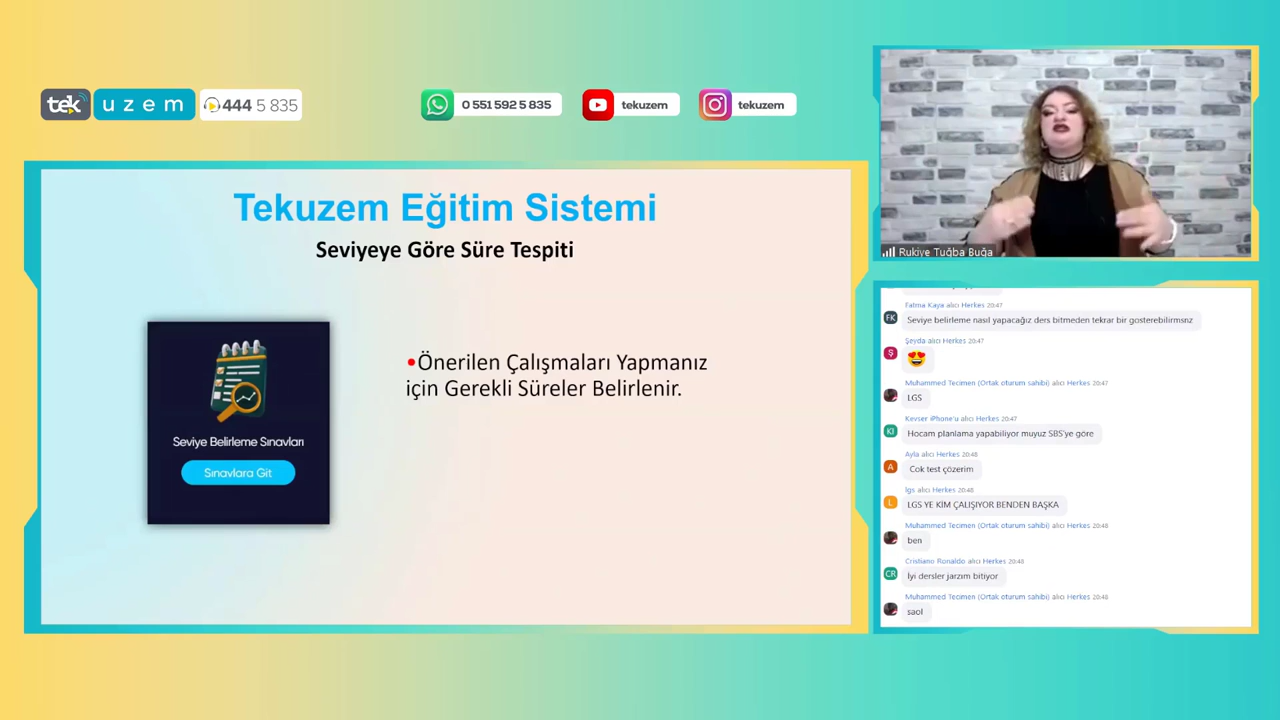 tek uzem 444 5 835
0 551 592 5 835
tekuzem
tekuzem
Tekuzem Eğitim Sistemi
Seviyeye Göre Süre Tespiti
Seviye Belirleme Sınavları
Sınavlara Git
•Önerilen Çalışmaları Yapmanız
için Gerekli Süreler Belirlenir.
Rukiye Tuğba Buğa
Fatma Kaya alıcı Herkes 20:47
FK
Seviye belirleme nasıl yapacağız ders bitmeden tekrar bir gosterebilirmsnz
Şeyda alıcı Herkes 20:47
Ş
Muhammed Tecimen (Ortak oturum sahibi) alıcı Herkes 20:47
LGS
Kevser iPhone'u alıcı Herkes 20:47
KI
Hocam planlama yapabiliyor muyuz SBS'ye göre
Ayla alıcı Herkes 20:48
A
Cok test çözerim
lgs alıcı Herkes 20:48
L
LGS YE KİM ÇALIŞIYOR BENDEN BAŞKA
Muhammed Tecimen (Ortak oturum sahibi) alıcı Herkes 20:48
ben
Cristiano Ronaldo alıcı Herkes 20:48
CR
İyi dersler jarzım bitiyor
Muhammed Tecimen (Ortak oturum sahibi) alıcı Herkes 20:48
saol